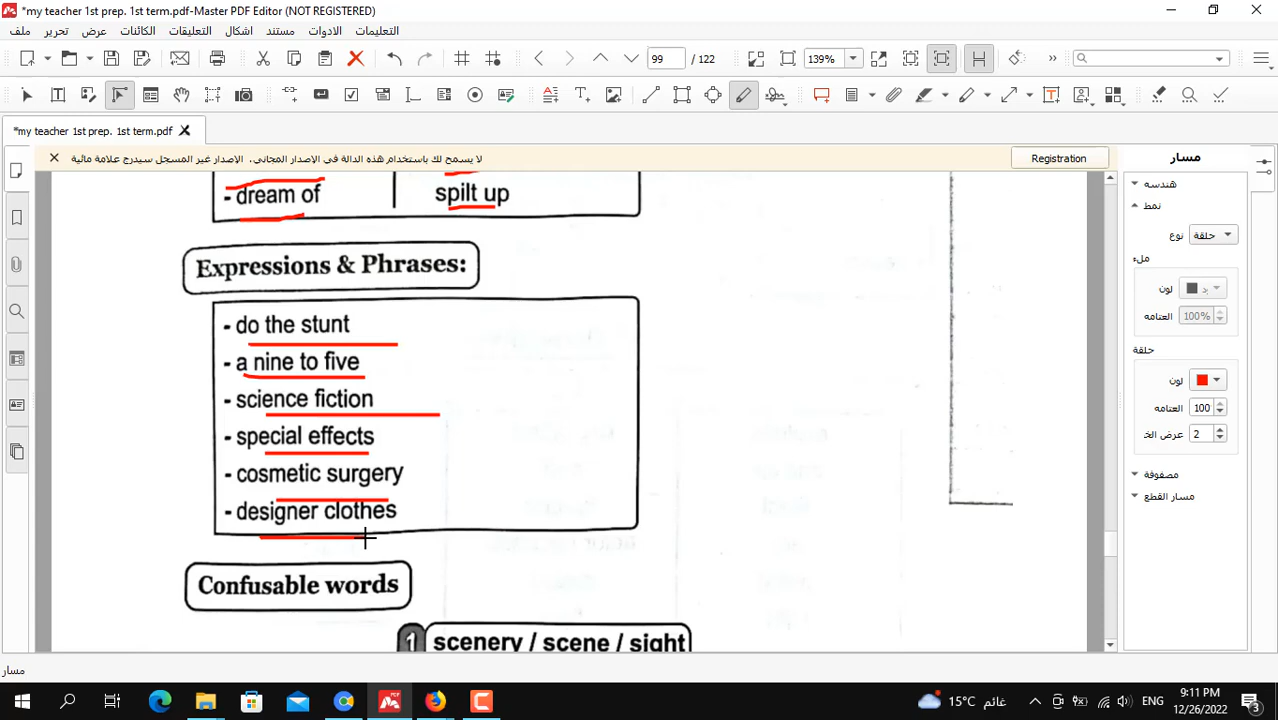 *my teacher 1st prep. 1st term.pdf-Master PDF Editor (NOT REGISTERED)
ملف تحرير عرض الكائنات التعليقات اشكال مستند الادوات التعليمات
99 / 122
139%
*my teacher 1st prep. 1st term.pdf
لا يسمح لك باستخدام هذه الدالة في الإصدار المجاني. الإصدار غير المسجل سيدرج علامة مائية
Registration
- dream of
spilt up
Expressions & Phrases:
- do the stunt
- a nine to five
- science fiction
- special effects
- cosmetic surgery
- designer clothes
Confusable words
1 scenery / scene / sight
مسار
هندسه
نمط
نوع حلقة
ملء
لون
العتامه 100%
حلقة
لون
العتامه 100
عرض الخ 2
مصفوفة
مسار القطع
مسار
15°C غائم
ENG
9:11 PM
12/26/2022
3